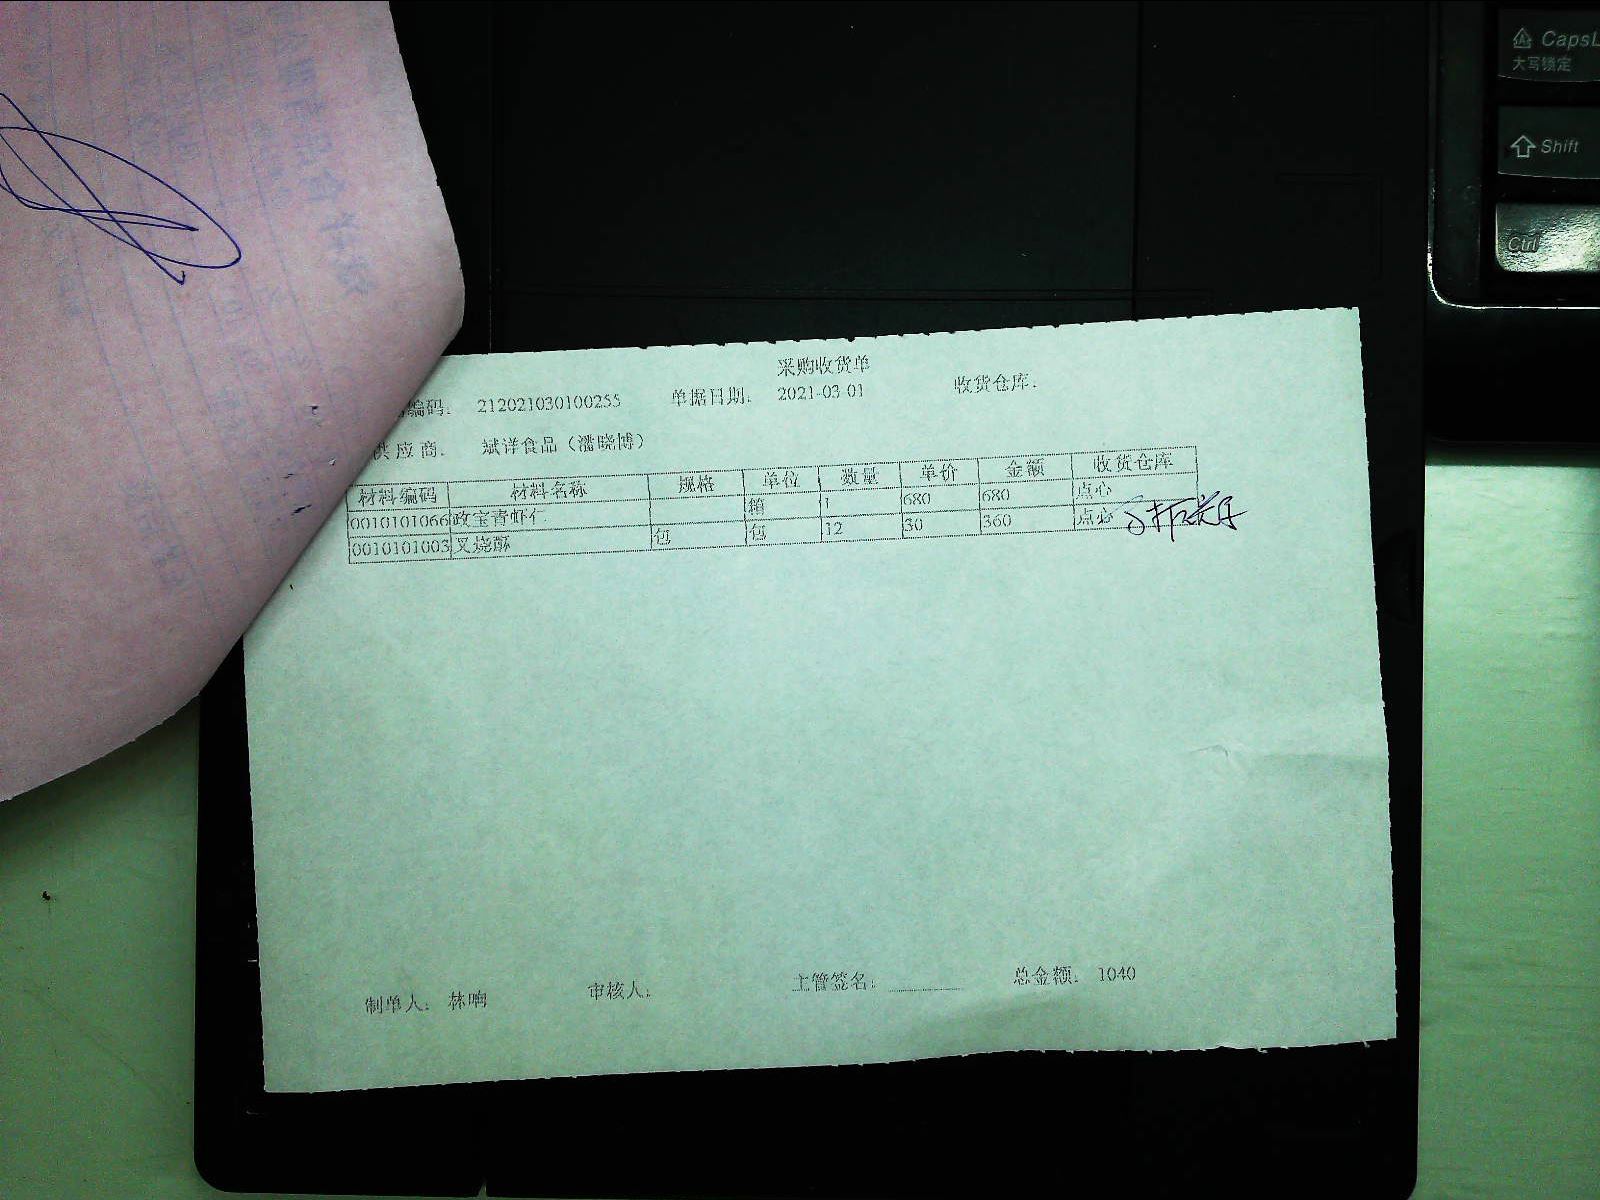 CapsL
大写锁定
Shift
Ctrl
采购收货单
编码: 212021030100255 单据日期: 2021-03-01 收货仓库:
供应商: 斌洋食品（潘晓博）
材料编码 材料名称 规格 单位 数量 单价 金额 收货仓库
0010101066 政宝青虾仁 箱 1 680 680 点心
0010101003 叉烧酥 包 包 12 30 360 点心
制单人: 林响 审核人: 主管签名: 总金额: 1040